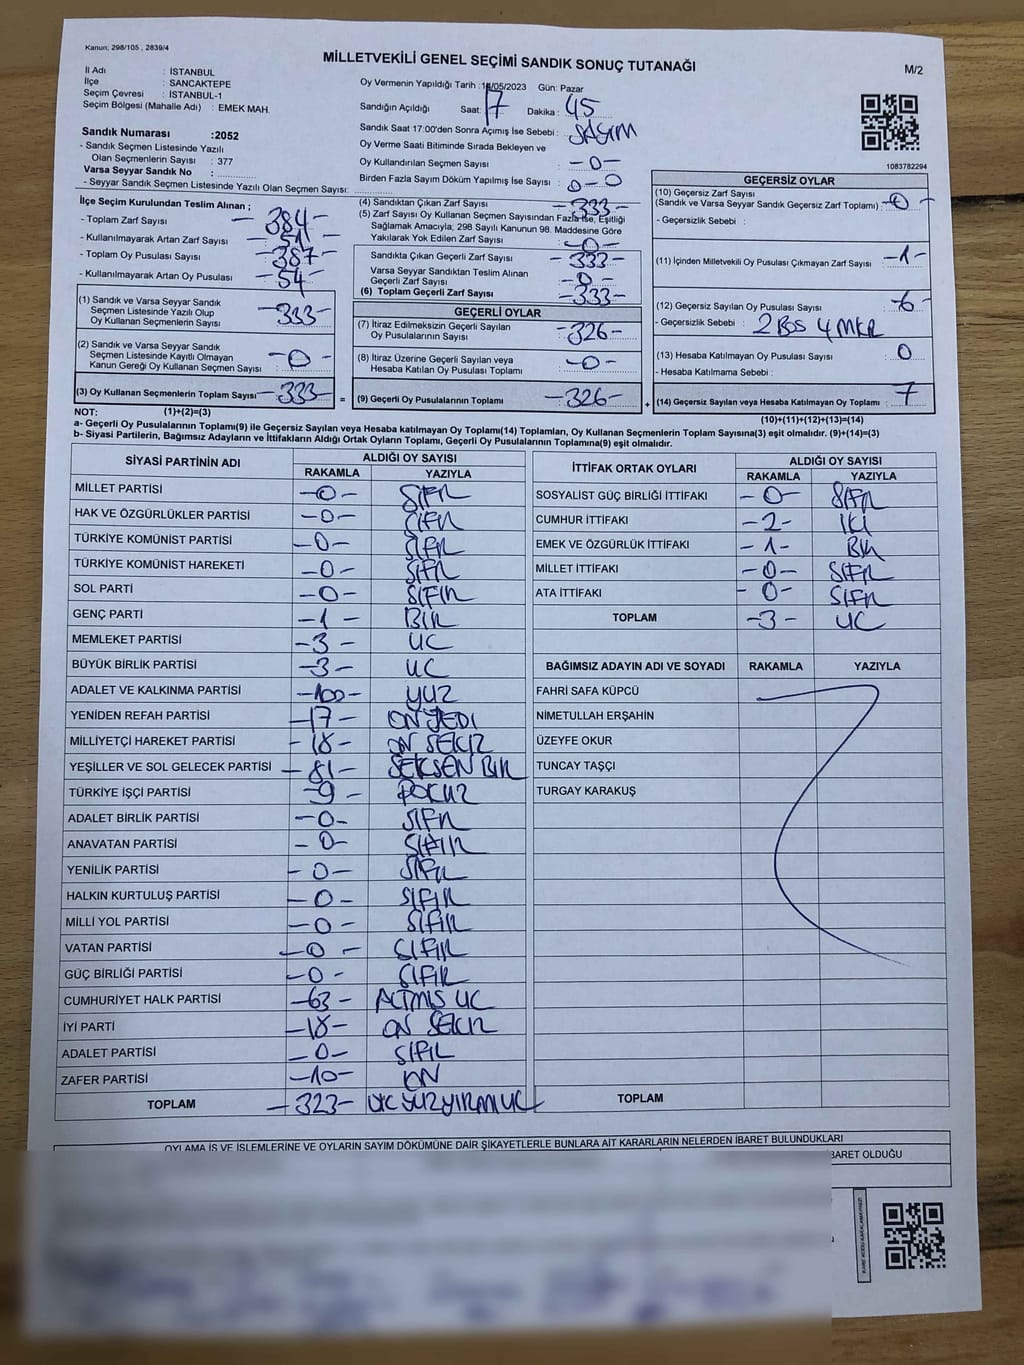 Kanun: 298/105 , 2839/4
MİLLETVEKİLİ GENEL SEÇİMİ SANDIK SONUÇ TUTANAĞI
M/2
İl Adı : İSTANBUL
İlçe : SANCAKTEPE
Seçim Çevresi : İSTANBUL-1
Seçim Bölgesi (Mahalle Adı) : EMEK MAH.
Sandık Numarası :2052
- Sandık Seçmen Listesinde Yazılı
Olan Seçmenlerin Sayısı : 377
Varsa Seyyar Sandık No :
- Seyyar Sandık Seçmen Listesinde Yazılı Olan Seçmen Sayısı:
Oy Vermenin Yapıldığı Tarih :14/05/2023 Gün: Pazar
Sandığın Açıldığı Saat: 17 Dakika : 45
Sandık Saat 17:00'den Sonra Açımış İse Sebebi : SAYIM
Oy Verme Saati Bitiminde Sırada Bekleyen ve
Oy Kullandırılan Seçmen Sayısı : -0-
Birden Fazla Sayım Döküm Yapılmış İse Sayısı : 0-0
1083782294
İlçe Seçim Kurulundan Teslim Alınan ;
- Toplam Zarf Sayısı -384-
- Kullanılmayarak Artan Zarf Sayısı -51-
- Toplam Oy Pusulası Sayısı -387-
- Kullanılmayarak Artan Oy Pusulası -54-
(1) Sandık ve Varsa Seyyar Sandık
Seçmen Listesinde Yazılı Olup
Oy Kullanan Seçmenlerin Sayısı -333-
(2) Sandık ve Varsa Seyyar Sandık
Seçmen Listesinde Kayıtlı Olmayan
Kanun Gereği Oy Kullanan Seçmen Sayısı : -0-
(3) Oy Kullanan Seçmenlerin Toplam Sayısı -333- =
(4) Sandıktan Çıkan Zarf Sayısı -333-
(5) Zarf Sayısı Oy Kullanan Seçmen Sayısından Fazla İse, Eşitliği
Sağlamak Amacıyla, 298 Sayılı Kanunun 98. Maddesine Göre
Yakılarak Yok Edilen Zarf Sayısı -0-
Sandıkta Çıkan Geçerli Zarf Sayısı -333-
Varsa Seyyar Sandıktan Teslim Alınan
Geçerli Zarf Sayısı -0-
(6) Toplam Geçerli Zarf Sayısı -333-
GEÇERLİ OYLAR
(7) İtiraz Edilmeksizin Geçerli Sayılan
Oy Pusulalarının Sayısı : -326-
(8) İtiraz Üzerine Geçerli Sayılan veya
Hesaba Katılan Oy Pusulası Toplamı : -0-
(9) Geçerli Oy Pusulalarının Toplamı -326- +
GEÇERSİZ OYLAR
(10) Geçersiz Zarf Sayısı
(Sandık ve Varsa Seyyar Sandık Geçersiz Zarf Toplamı) -0-
- Geçersizlik Sebebi :
(11) İçinden Milletvekili Oy Pusulası Çıkmayan Zarf Sayısı -1-
(12) Geçersiz Sayılan Oy Pusulası Sayısı : -6-
- Geçersizlik Sebebi : 2 BOS 4 MKR
(13) Hesaba Katılmayan Oy Pusulası Sayısı : 0
- Hesaba Katılmama Sebebi :
(14) Geçersiz Sayılan veya Hesaba Katılmayan Oy Toplamı : 7
NOT: (1)+(2)=(3)
(10)+(11)+(12)+(13)=(14)
a- Geçerli Oy Pusulalarının Toplamı(9) ile Geçersiz Sayılan veya Hesaba katılmayan Oy Toplamı(14) Toplamları, Oy Kullanan Seçmenlerin Toplam Sayısına(3) eşit olmalıdır. (9)+(14)=(3)
b- Siyasi Partilerin, Bağımsız Adayların ve İttifakların Aldığı Ortak Oyların Toplamı, Geçerli Oy Pusulalarının Toplamına(9) eşit olmalıdır.
SİYASİ PARTİNİN ADI ALDIĞI OY SAYISI
RAKAMLA YAZIYLA
MİLLET PARTİSİ -0- SIFIR
HAK VE ÖZGÜRLÜKLER PARTİSİ -0- SIFIR
TÜRKİYE KOMÜNİST PARTİSİ -0- SIFIR
TÜRKİYE KOMÜNİST HAREKETİ -0- SIFIR
SOL PARTİ -0- SIFIR
GENÇ PARTİ -1 BIR
MEMLEKET PARTİSİ -3- UC
BÜYÜK BİRLİK PARTİSİ -3- UC
ADALET VE KALKINMA PARTİSİ -100- YUZ
YENİDEN REFAH PARTİSİ -17- ON YEDI
MİLLİYETÇİ HAREKET PARTİSİ -18- ON SEKIZ
YEŞİLLER VE SOL GELECEK PARTİSİ -81- SEKSEN BIR
TÜRKİYE İŞÇİ PARTİSİ -9- DOKUZ
ADALET BİRLİK PARTİSİ -0- SIFIR
ANAVATAN PARTİSİ -0- SIFIR
YENİLİK PARTİSİ -0- SIFIR
HALKIN KURTULUŞ PARTİSİ -0- SIFIR
MİLLİ YOL PARTİSİ -0- SIFIR
VATAN PARTİSİ -0- SIFIR
GÜÇ BİRLİĞİ PARTİSİ -0- SIFIR
CUMHURİYET HALK PARTİSİ -63- ALTMIS UC
İYİ PARTİ -18- ON SEKIZ
ADALET PARTİSİ -0- SIFIR
ZAFER PARTİSİ -10- ON
TOPLAM -323- UC YUZ YIRMI UC
İTTİFAK ORTAK OYLARI ALDIĞI OY SAYISI
RAKAMLA YAZIYLA
SOSYALİST GÜÇ BİRLİĞİ İTTİFAKI -0- SIFIR
CUMHUR İTTİFAKI -2- IKI
EMEK VE ÖZGÜRLÜK İTTİFAKI -1- BIR
MİLLET İTTİFAKI -0- SIFIR
ATA İTTİFAKI -0- SIFIR
TOPLAM -3- UC
BAĞIMSIZ ADAYIN ADI VE SOYADI RAKAMLA YAZIYLA
FAHRİ SAFA KÜPCÜ
NİMETULLAH ERŞAHİN
ÜZEYFE OKUR
TUNCAY TAŞÇI
TURGAY KARAKUŞ
TOPLAM
OYLAMA İŞ VE İŞLEMLERİNE VE OYLARIN SAYIM DÖKÜMÜNE DAİR ŞİKAYETLERLE BUNLARA AİT KARARLARIN NELERDEN İBARET BULUNDUKLARI
BARET OLDUĞU